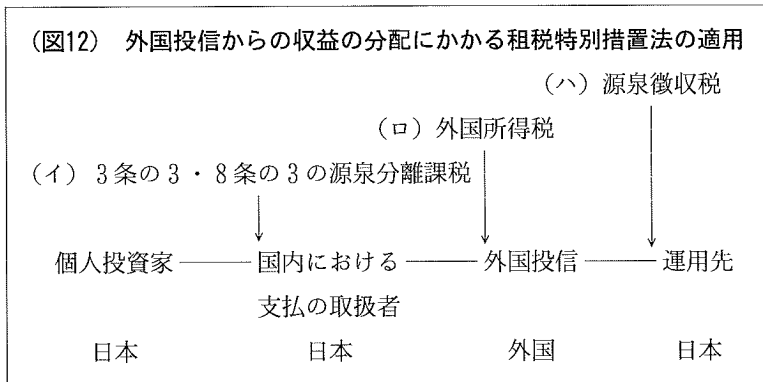 (図12) 外国投信からの収益の分配にかかる租税特別措置法の適用
(ハ) 源泉徴収税
(ロ) 外国所得税
(イ) 3条の3・8条の3の源泉分離課税
個人投資家 国内における 外国投信 運用先
支払の取扱者
日本 日本 外国 日本